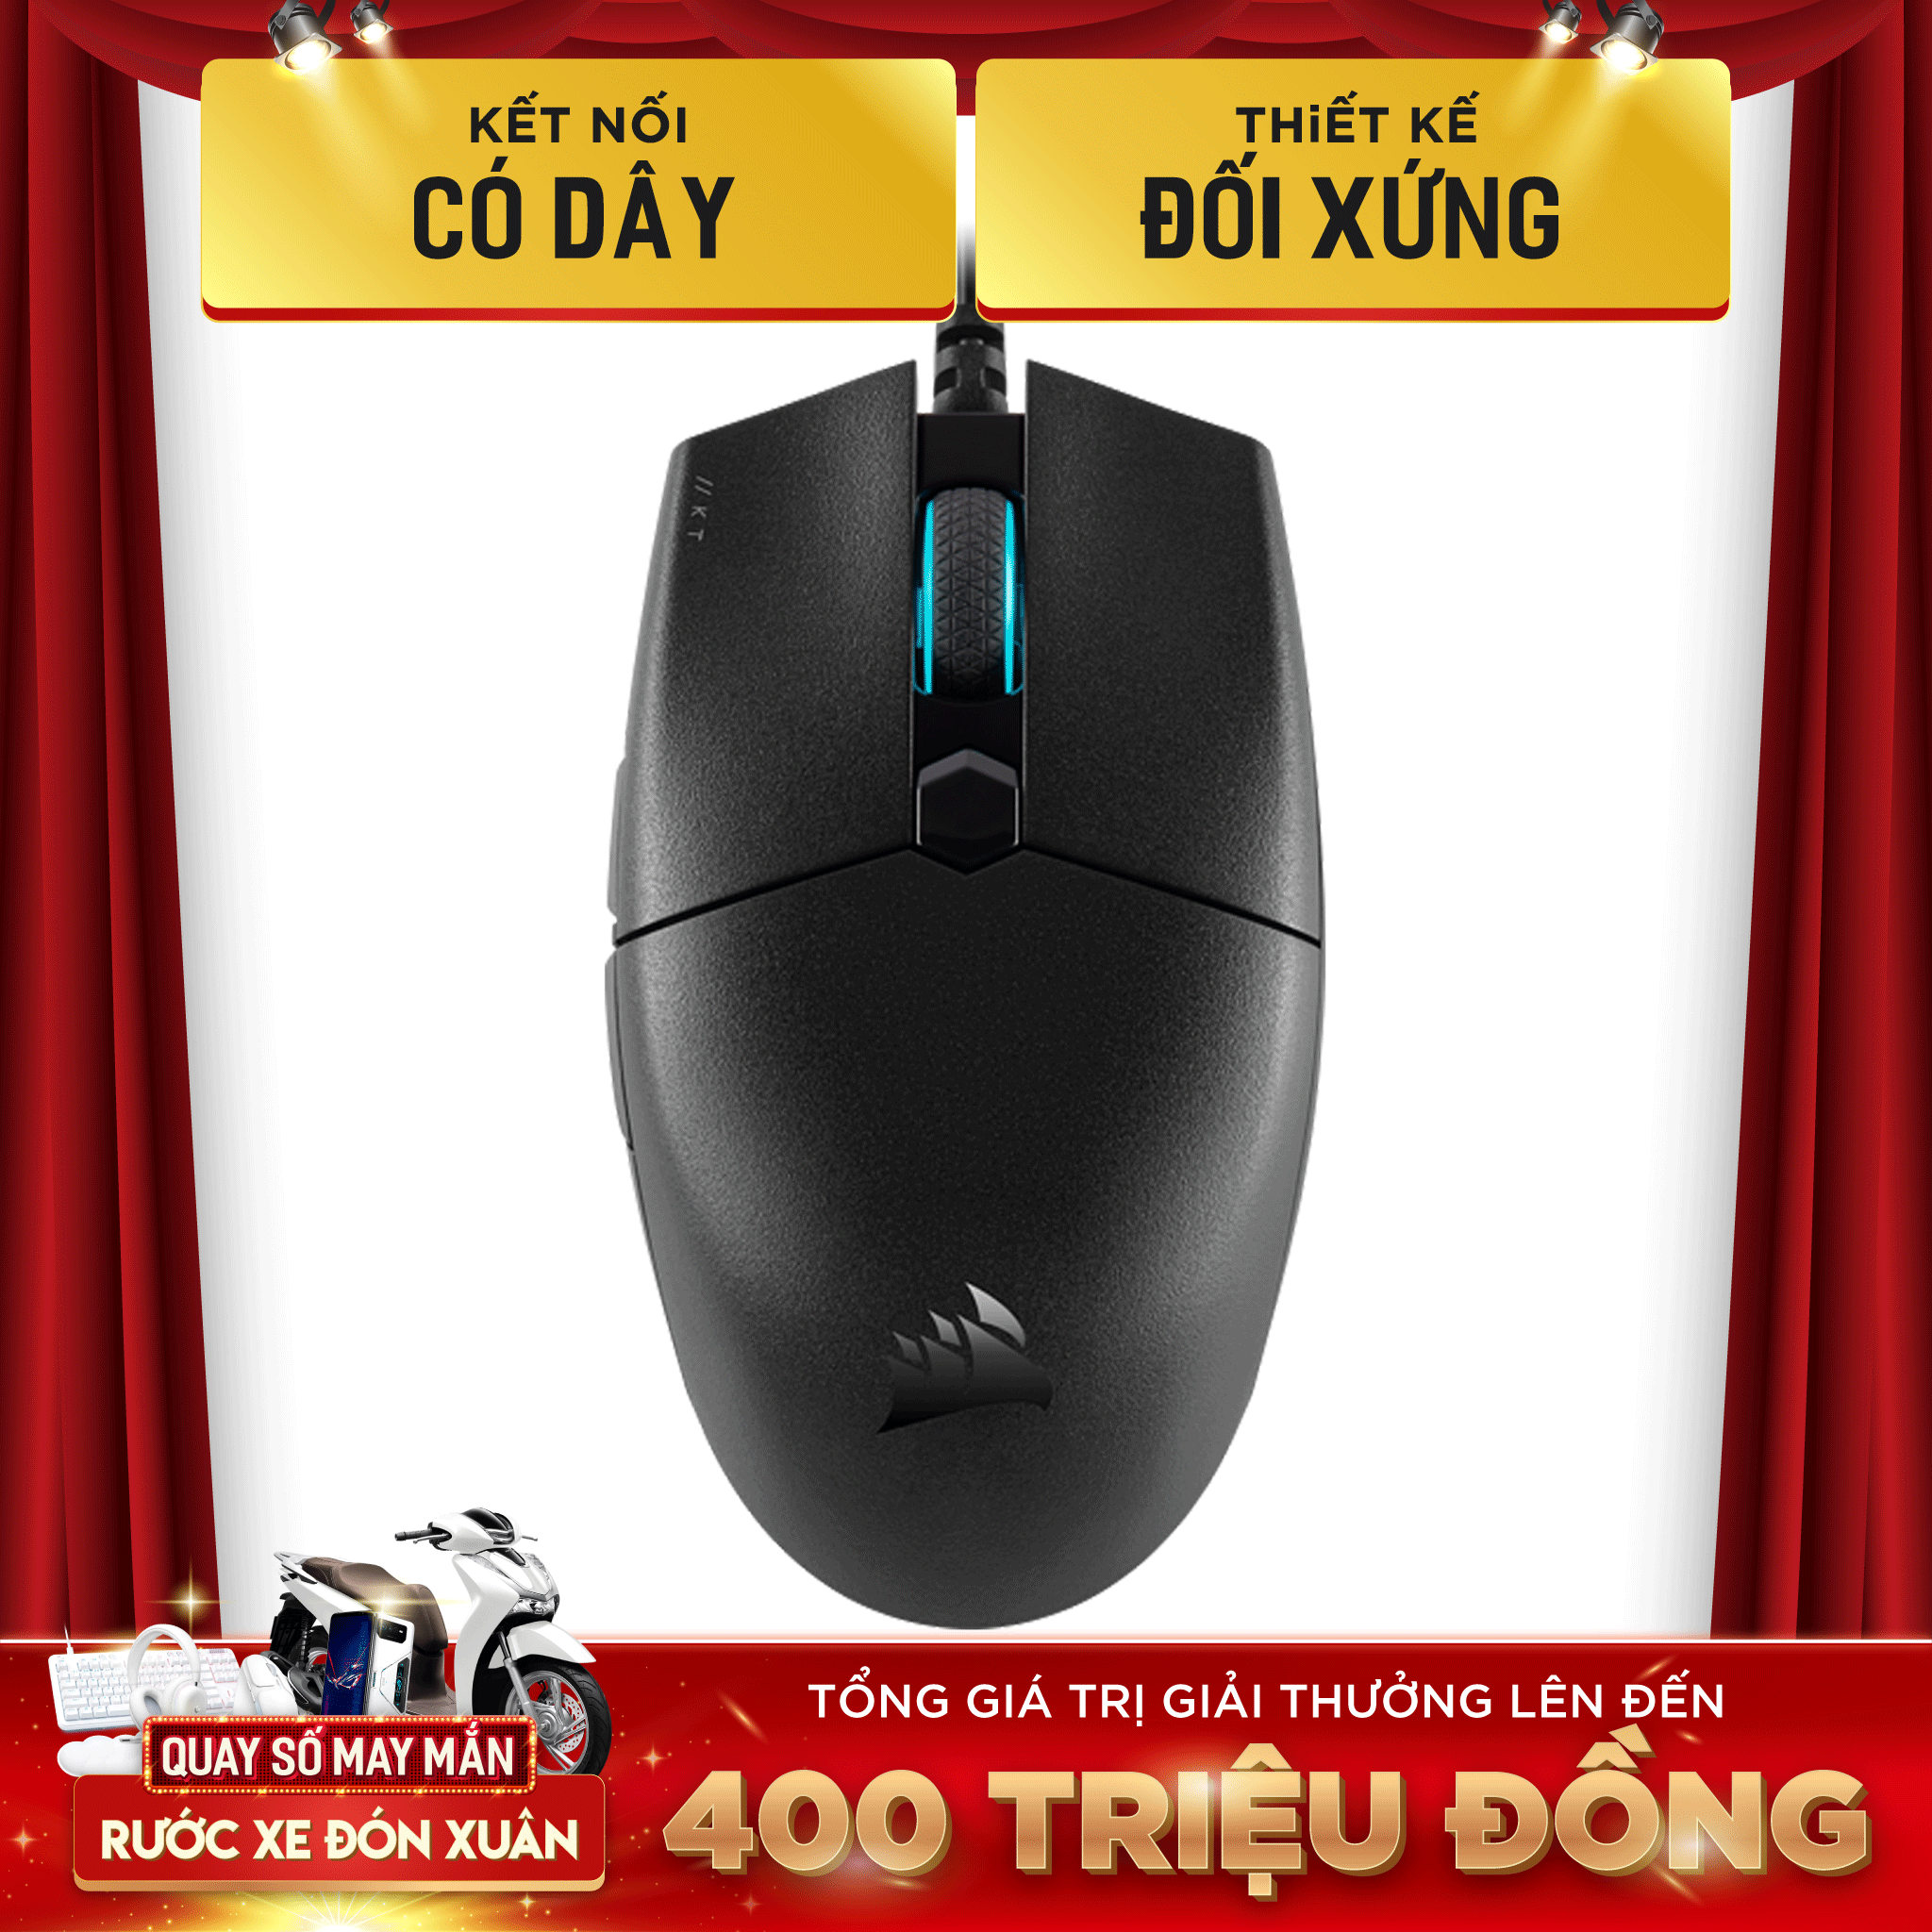 KẾT NỐI
CÓ DÂY
THiẾT KẾ
ĐỐI XỨNG
//KT
QUAY SỐ MAY MẮN
RƯỚC XE ĐÓN XUÂN
TỔNG GIÁ TRỊ GIẢI THƯỞNG LÊN ĐẾN
400 TRIỆU ĐỒNG